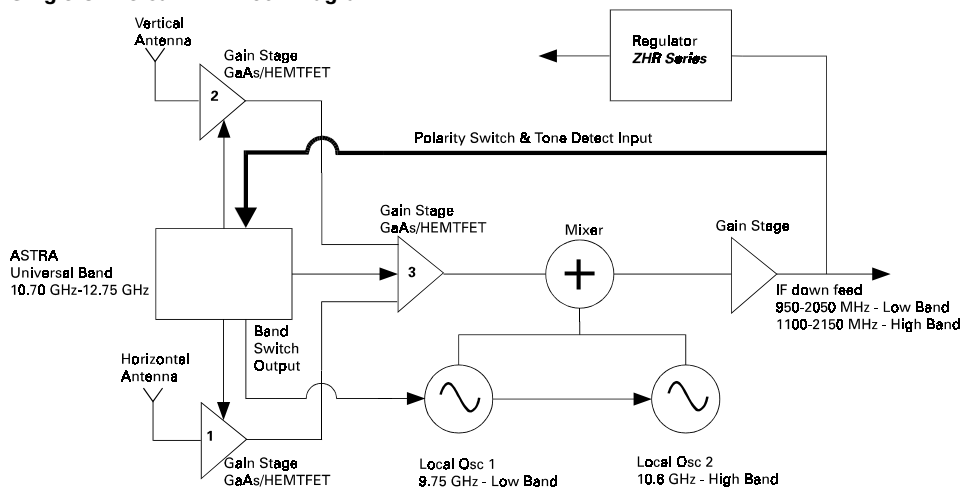 Vertical
Antenna
Gain Stage
GaAs/HEMTFET
2
Regulator
ZHR Series
Polarity Switch & Tone Detect Input
Gain Stage
GaAs/HEMTFET
3
Mixer
+
Gain Stage
ASTRA
Universal Band
10.70 GHz-12.75 GHz
IF down feed
950-2050 MHz - Low Band
1100-2150 MHz - High Band
Band
Switch
Output
Horizontal
Antenna
1
Gain Stage
GaAs/HEMTFET
Local Osc 1
9.75 GHz - Low Band
Local Osc 2
10.6 GHz - High Band